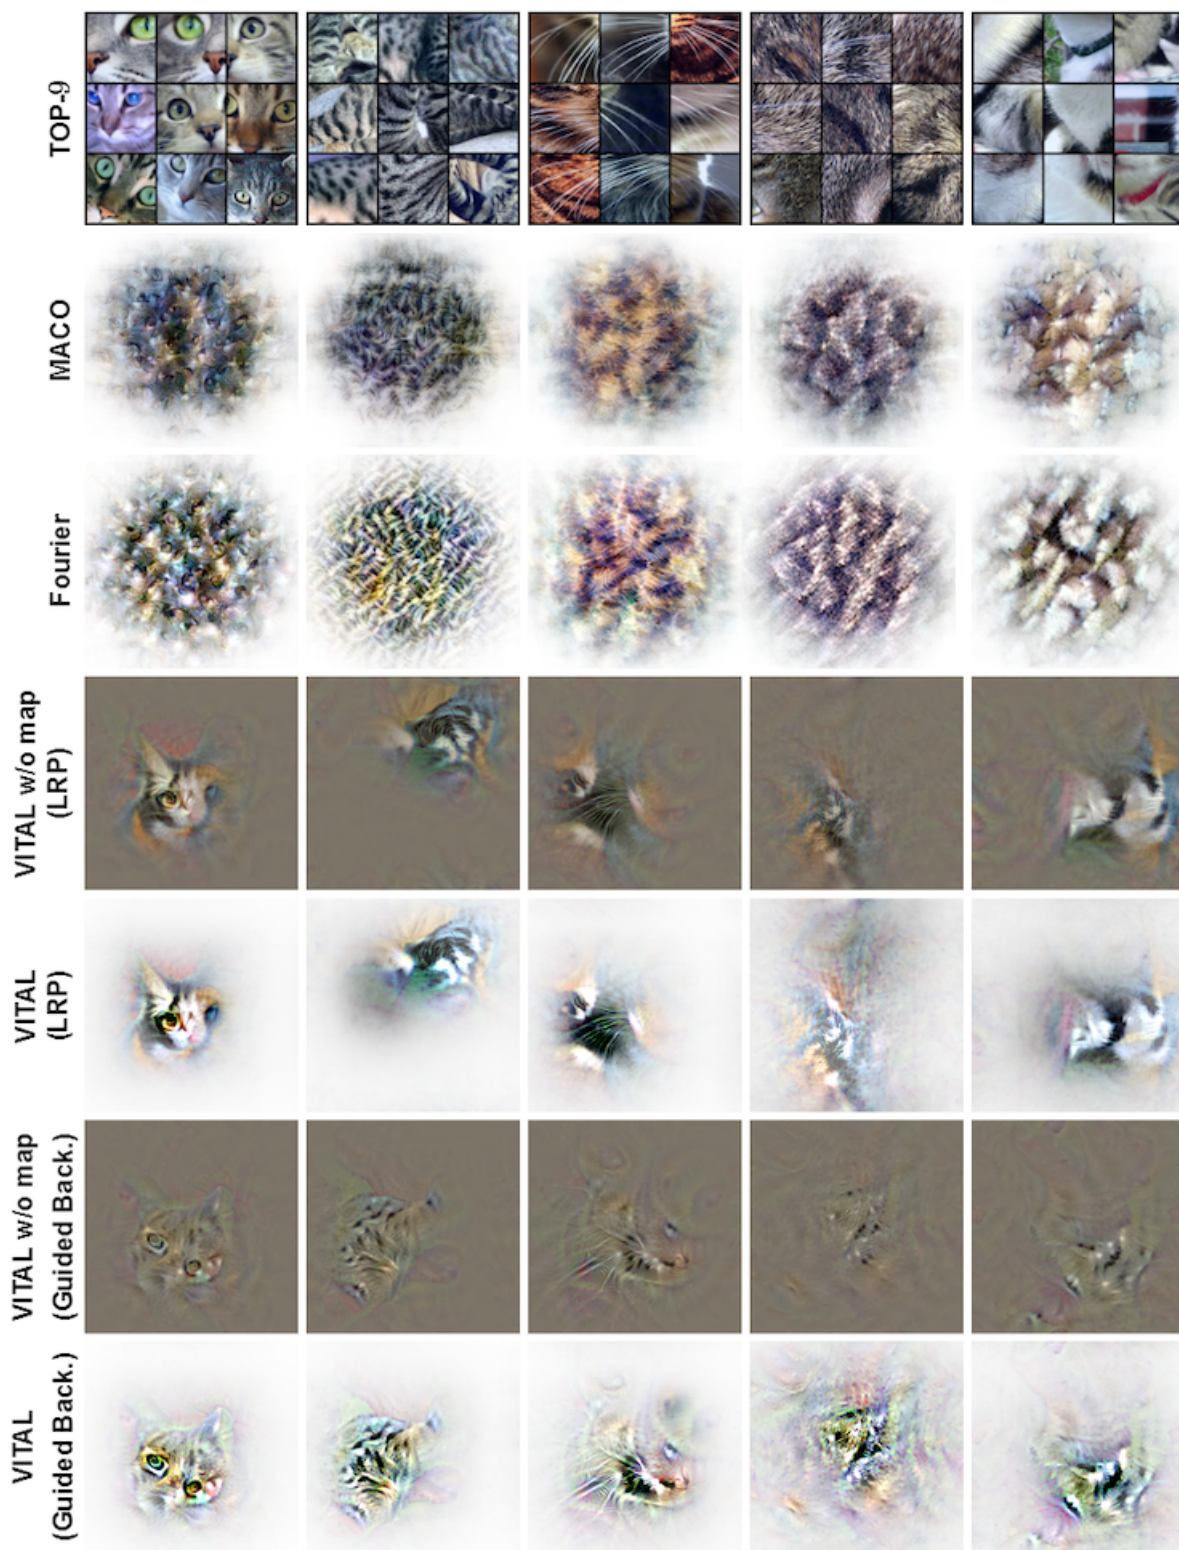 TOP-9
MACO
Fourier
VITAL w/o map
(LRP)
VITAL
(LRP)
VITAL w/o map
(Guided Back.)
VITAL
(Guided Back.)